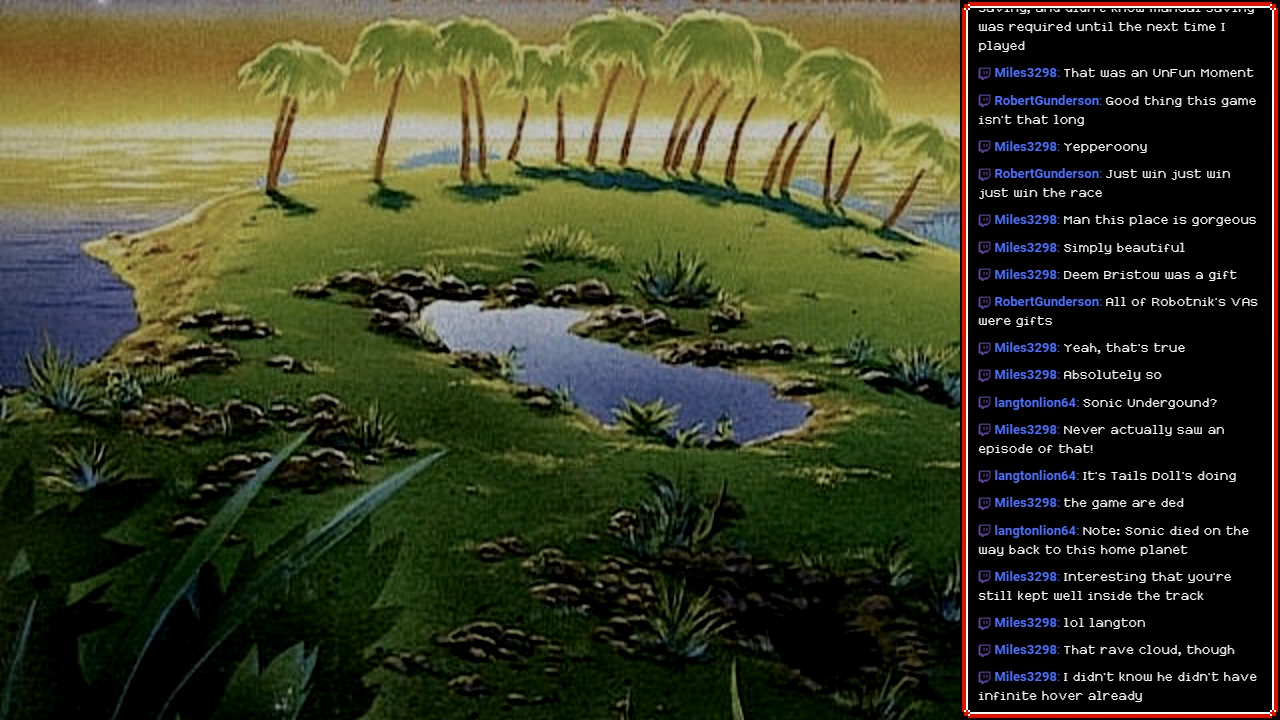 saving, and didn't know manual saving
was required until the next time I
played
Miles3298: That was an UnFun Moment
RobertGunderson: Good thing this game
isn't that long
Miles3298: Yepperoony
RobertGunderson: Just win just win
just win the race
Miles3298: Man this place is gorgeous
Miles3298: Simply beautiful
Miles3298: Deem Bristow was a gift
RobertGunderson: All of Robotnik's VAs
were gifts
Miles3298: Yeah, that's true
Miles3298: Absolutely so
langtonlion64: Sonic Undergound?
Miles3298: Never actually saw an
episode of that!
langtonlion64: It's Tails Doll's doing
Miles3298: the game are ded
langtonlion64: Note: Sonic died on the
way back to this home planet
Miles3298: Interesting that you're
still kept well inside the track
Miles3298: lol langton
Miles3298: That rave cloud, though
Miles3298: I didn't know he didn't have
infinite hover already